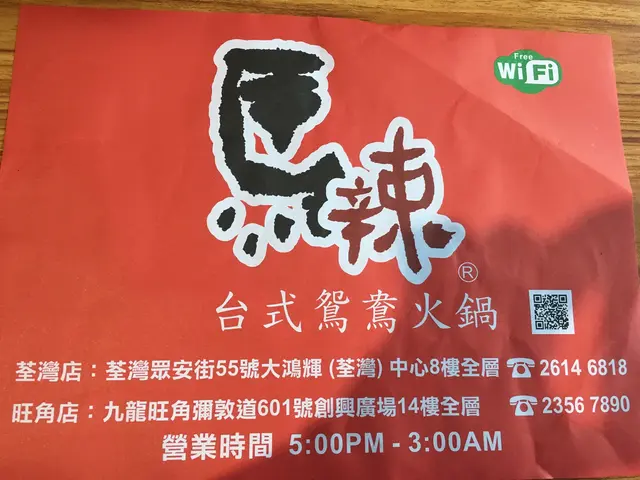 Free
WiFi
馬辣
®
台式鴛鴦火鍋
荃灣店：荃灣眾安街55號大鴻輝 (荃灣) 中心8樓全層 ☎ 2614 6818
旺角店：九龍旺角彌敦道601號創興廣場14樓全層 ☎ 2356 7890
營業時間 5:00PM - 3:00AM